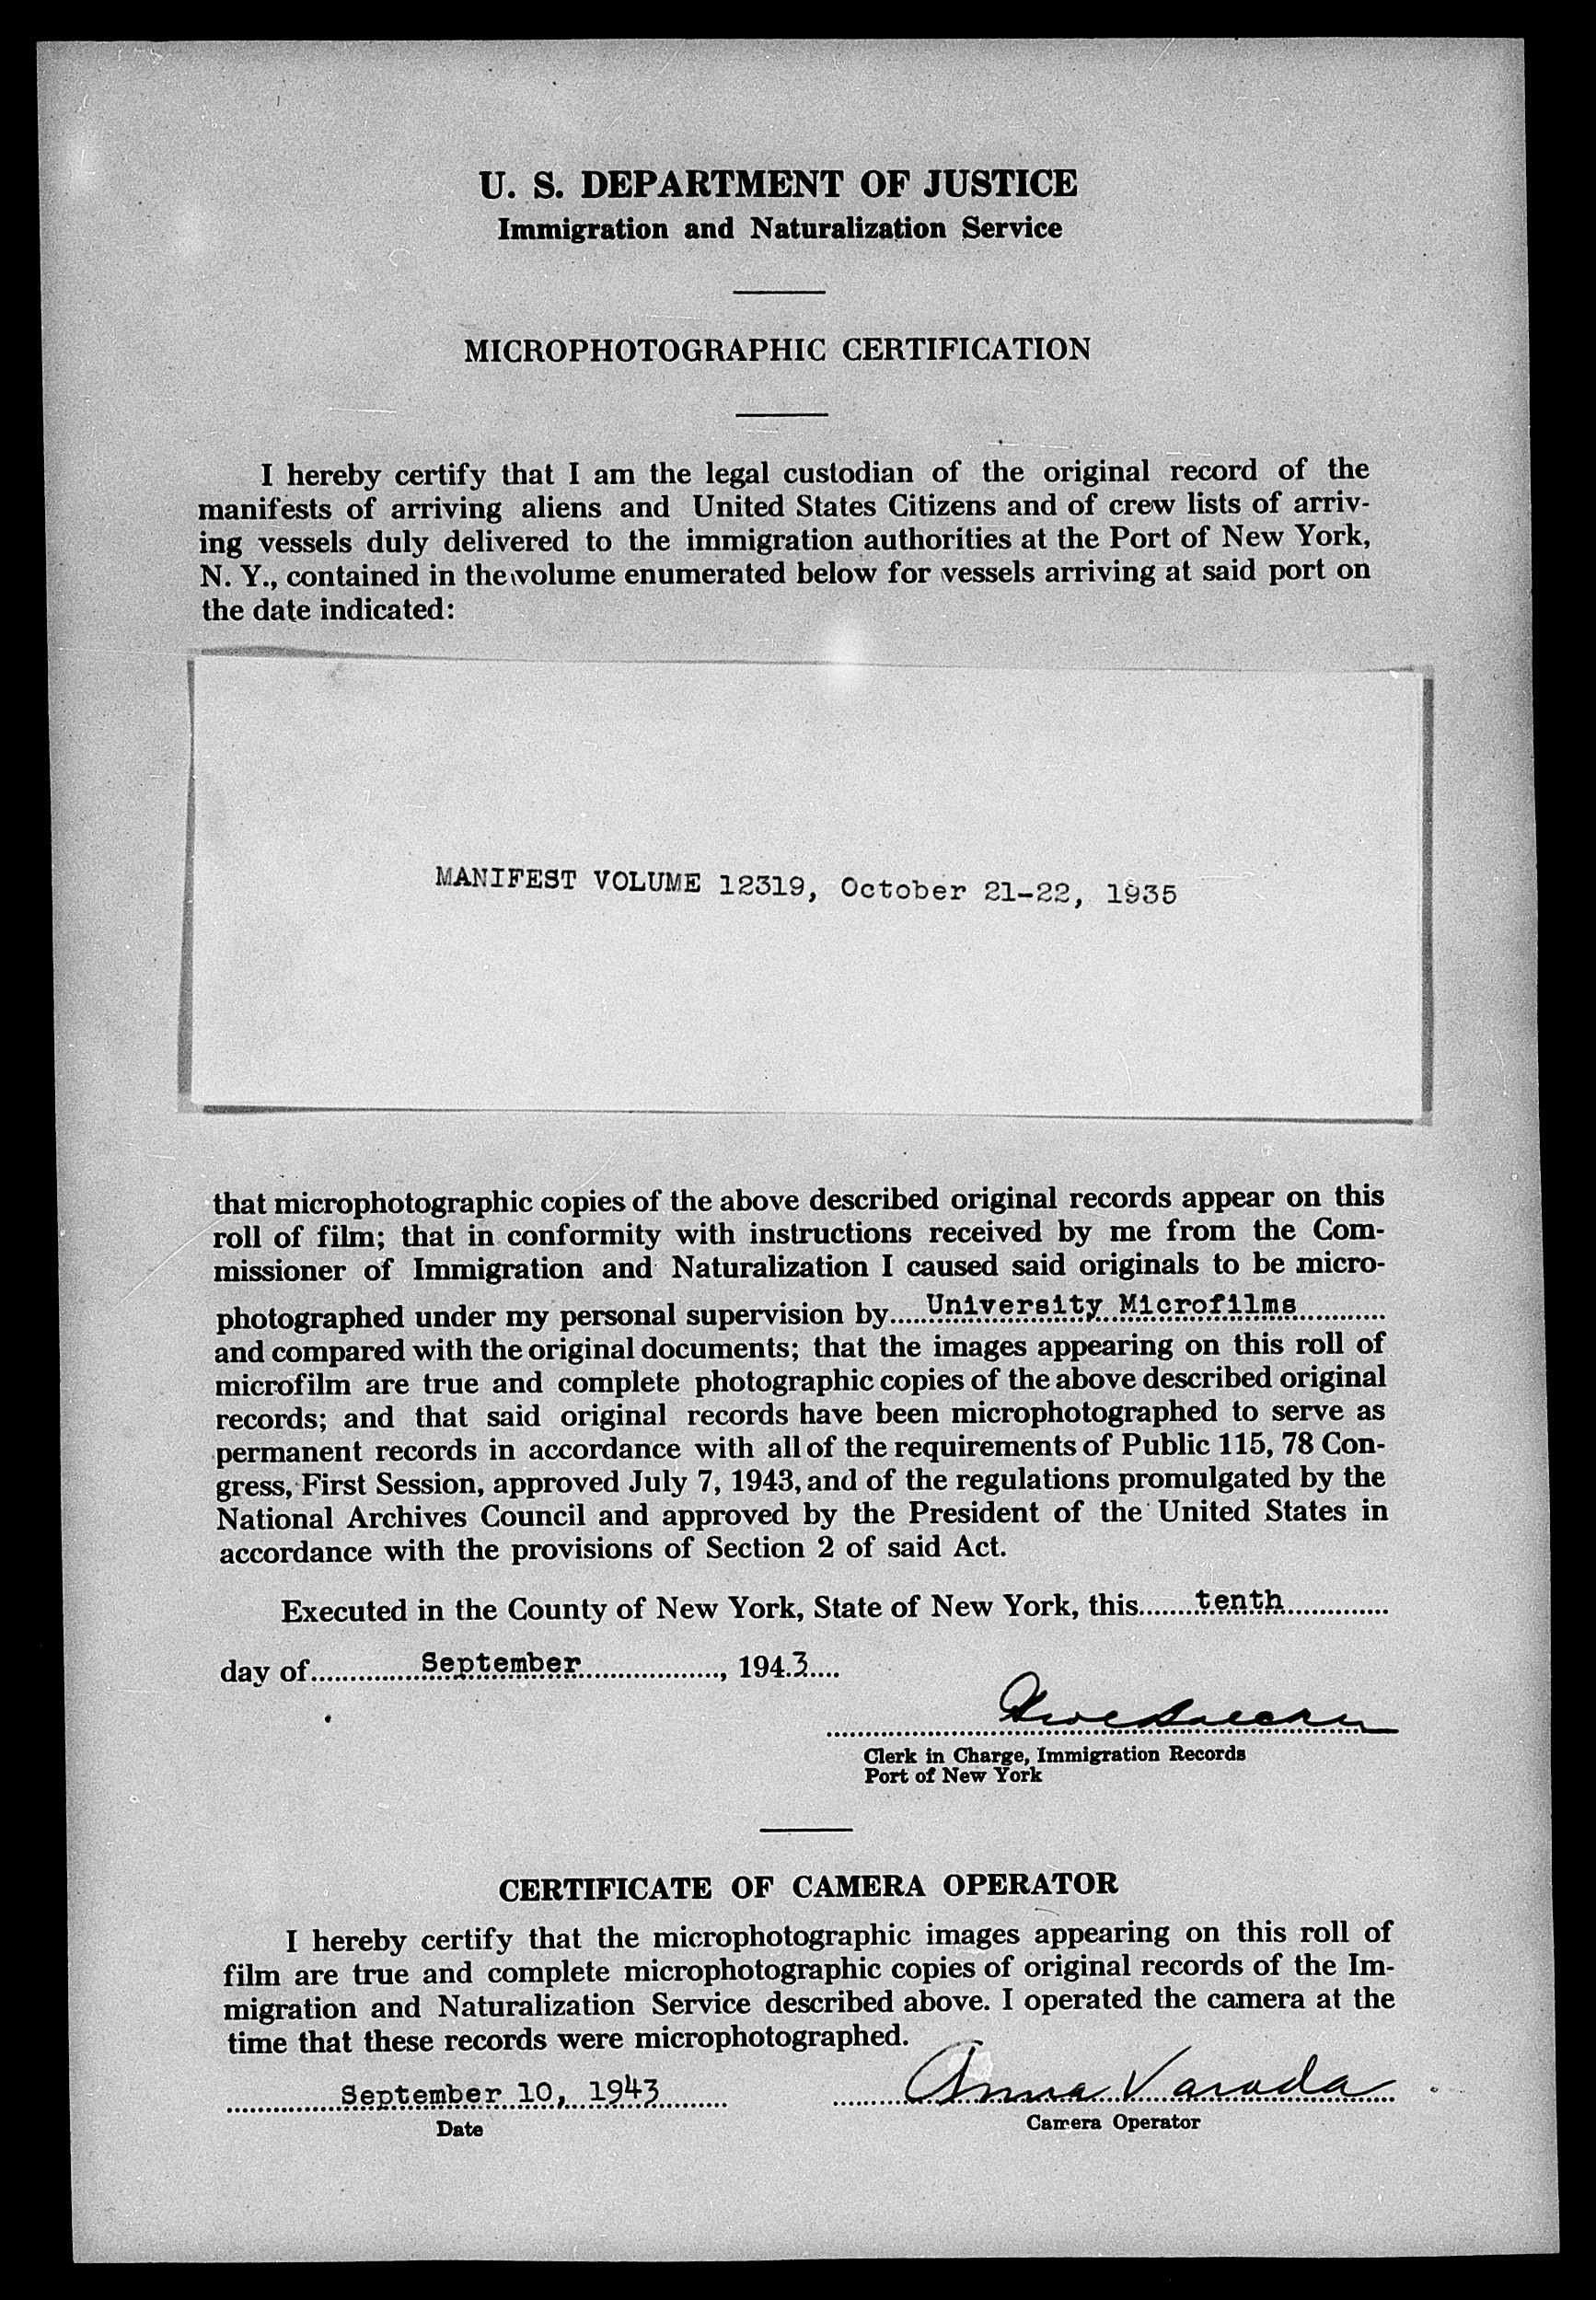 U. S. DEPARTMENT OF JUSTICE
Immigration and Naturalization Service
MICROPHOTOGRAPHIC CERTIFICATION
I hereby certify that I am the legal custodian of the original record of the
manifests of arriving aliens and United States Citizens and of crew lists of arriv-
ing vessels duly delivered to the immigration authorities at the Port of New York,
N. Y., contained in the volume enumerated below for vessels arriving at said port on
the date indicated:
MANIFEST VOLUME 12319, October 21-22, 1935
that microphotographic copies of the above described original records appear on this
roll of film; that in conformity with instructions received by me from the Com-
missioner of Immigration and Naturalization I caused said originals to be micro-
photographed under my personal supervision by University Microfilms
and compared with the original documents; that the images appearing on this roll of
microfilm are true and complete photographic copies of the above described original
records; and that said original records have been microphotographed to serve as
permanent records in accordance with all of the requirements of Public 115, 78 Con-
gress, First Session, approved July 7, 1943, and of the regulations promulgated by the
National Archives Council and approved by the President of the United States in
accordance with the provisions of Section 2 of said Act.
Executed in the County of New York, State of New York, this tenth
day of September, 1943
Clerk in Charge, Immigration Records
Port of New York
CERTIFICATE OF CAMERA OPERATOR
I hereby certify that the microphotographic images appearing on this roll of
film are true and complete microphotographic copies of original records of the Im-
migration and Naturalization Service described above. I operated the camera at the
time that these records were microphotographed.
September 10, 1943 Anna Varada
Date Camera Operator